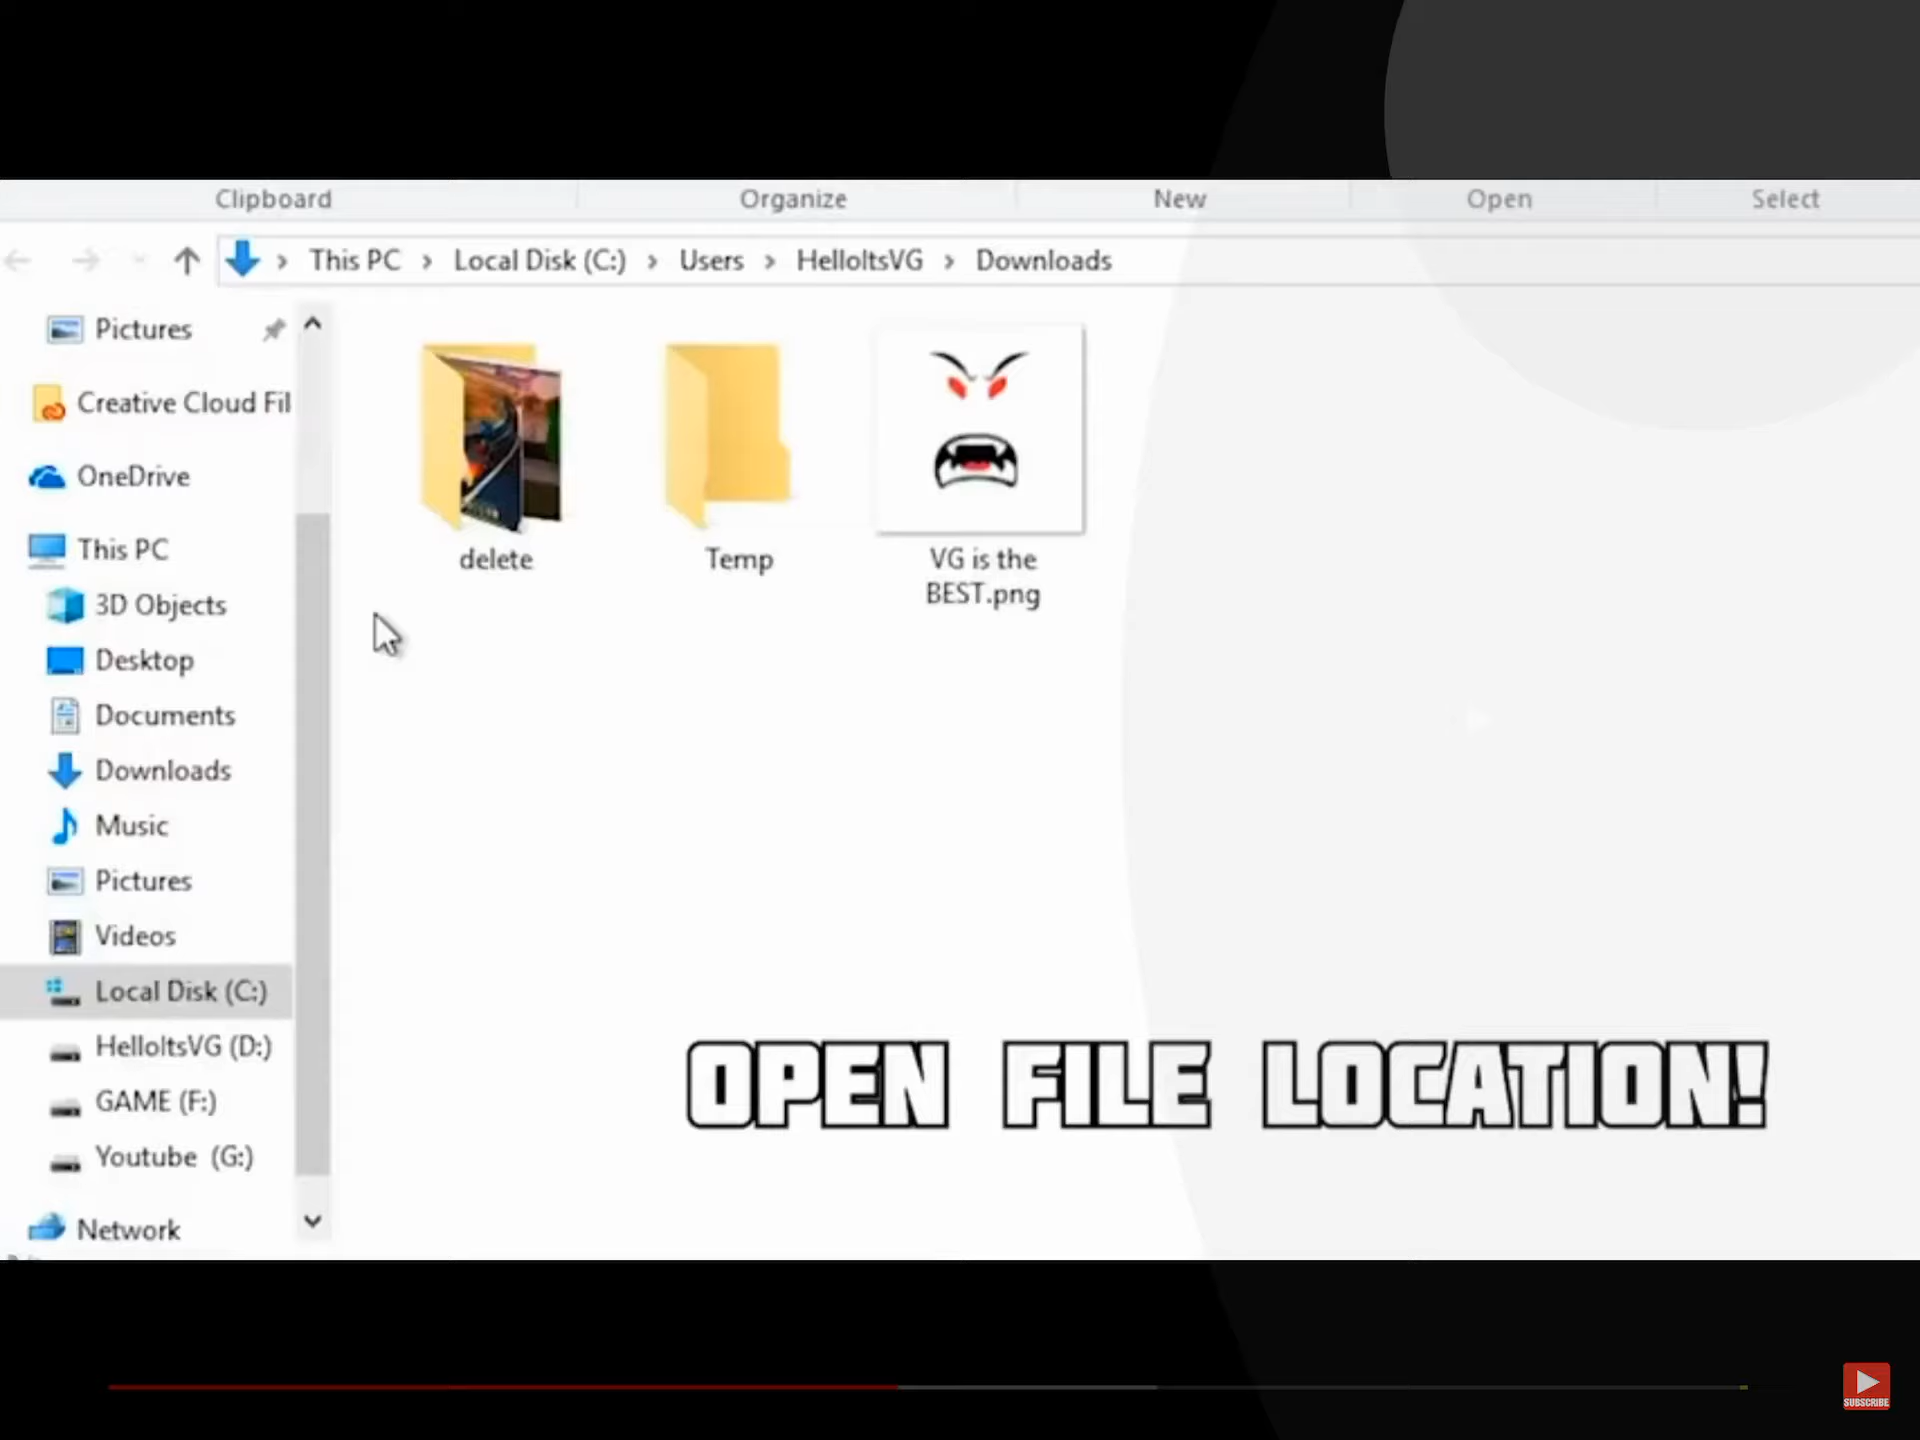 Clipboard
Organize
New
Open
Select
This PC
Local Disk (C:)
Users
HelloItsVG
Downloads
Pictures
Creative Cloud Fil
OneDrive
This PC
3D Objects
Desktop
Documents
Downloads
Music
Pictures
Videos
Local Disk (C:)
HelloItsVG (D:)
GAME (F:)
Youtube (G:)
Network
delete
Temp
VG is the
BEST.png
OPEN FILE LOCATION!
SUBSCRIBE